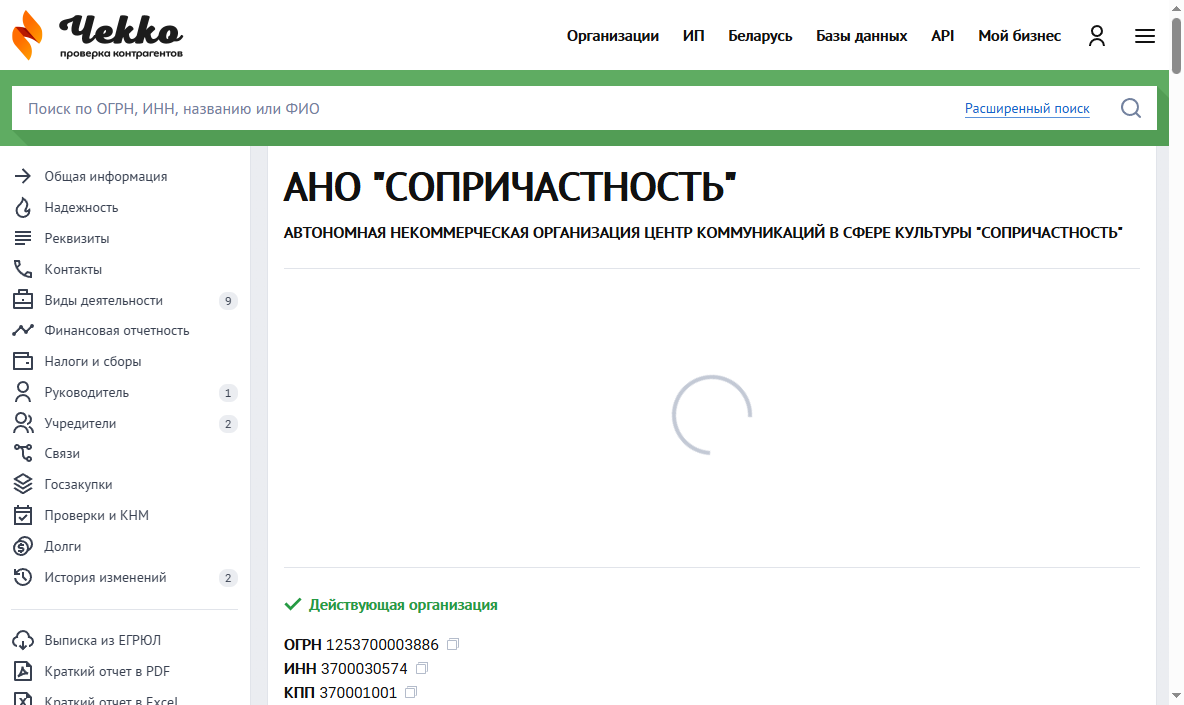 Чекко
проверка контрагентов
Организации ИП Беларусь Базы данных API Мой бизнес
Поиск по ОГРН, ИНН, названию или ФИО Расширенный поиск
Общая информация
Надежность
Реквизиты
Контакты
Виды деятельности 9
Финансовая отчетность
Налоги и сборы
Руководитель 1
Учредители 2
Связи
Госзакупки
Проверки и КНМ
Долги
История изменений 2
Выписка из ЕГРЮЛ
Краткий отчет в PDF
Краткий отчет в Excel
АНО "СОПРИЧАСТНОСТЬ"
АВТОНОМНАЯ НЕКОММЕРЧЕСКАЯ ОРГАНИЗАЦИЯ ЦЕНТР КОММУНИКАЦИЙ В СФЕРЕ КУЛЬТУРЫ "СОПРИЧАСТНОСТЬ"
Действующая организация
ОГРН 1253700003886
ИНН 3700030574
КПП 370001001